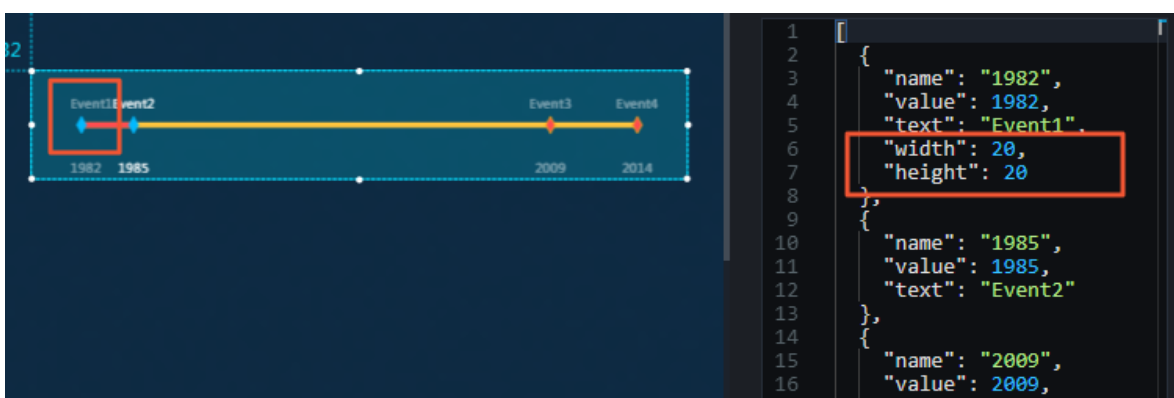 32
Event1 Event2 Event3 Event4
1982 1985 2009 2014
1 [
2 {
3 "name": "1982",
4 "value": 1982,
5 "text": "Event1",
6 "width": 20,
7 "height": 20
8 },
9 {
10 "name": "1985",
11 "value": 1985,
12 "text": "Event2"
13 },
14 {
15 "name": "2009",
16 "value": 2009,